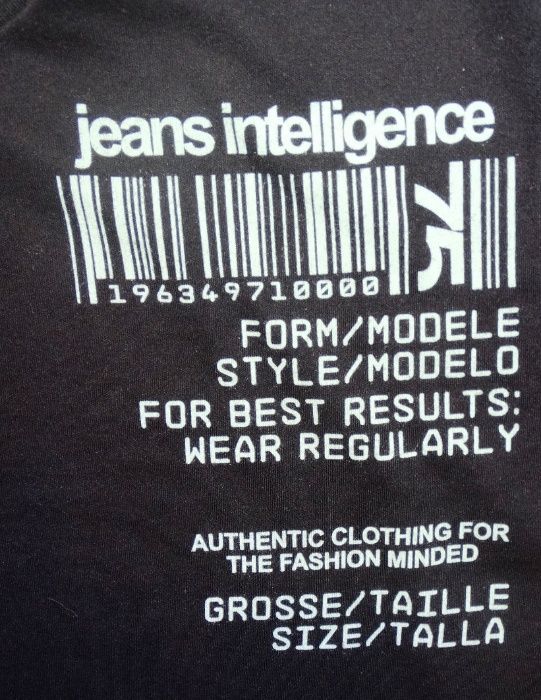 jeans intelligence
75
196349710000
FORM/MODELE
STYLE/MODELO
FOR BEST RESULTS:
WEAR REGULARLY
AUTHENTIC CLOTHING FOR
THE FASHION MINDED
GROSSE/TAILLE
SIZE/TALLA